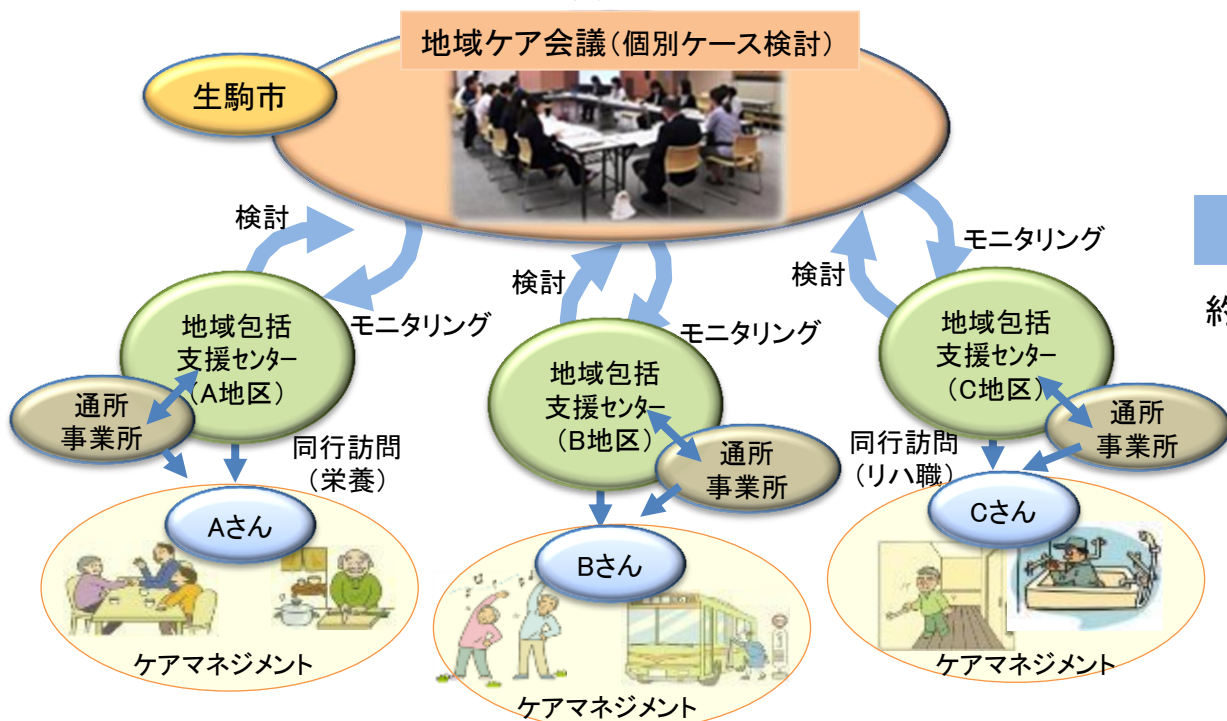 地域ケア会議（個別ケース検討）
生駒市
検討
モニタリング
検討
モニタリング
検討
モニタリング
地域包括
支援ｾﾝﾀｰ
（A地区）
通所
事業所
同行訪問
（栄養）
Aさん
ケアマネジメント
地域包括
支援ｾﾝﾀｰ
（B地区）
通所
事業所
Bさん
ケアマネジメント
地域包括
支援ｾﾝﾀｰ
（C地区）
通所
事業所
同行訪問
（リハ職）
Cさん
ケアマネジメント